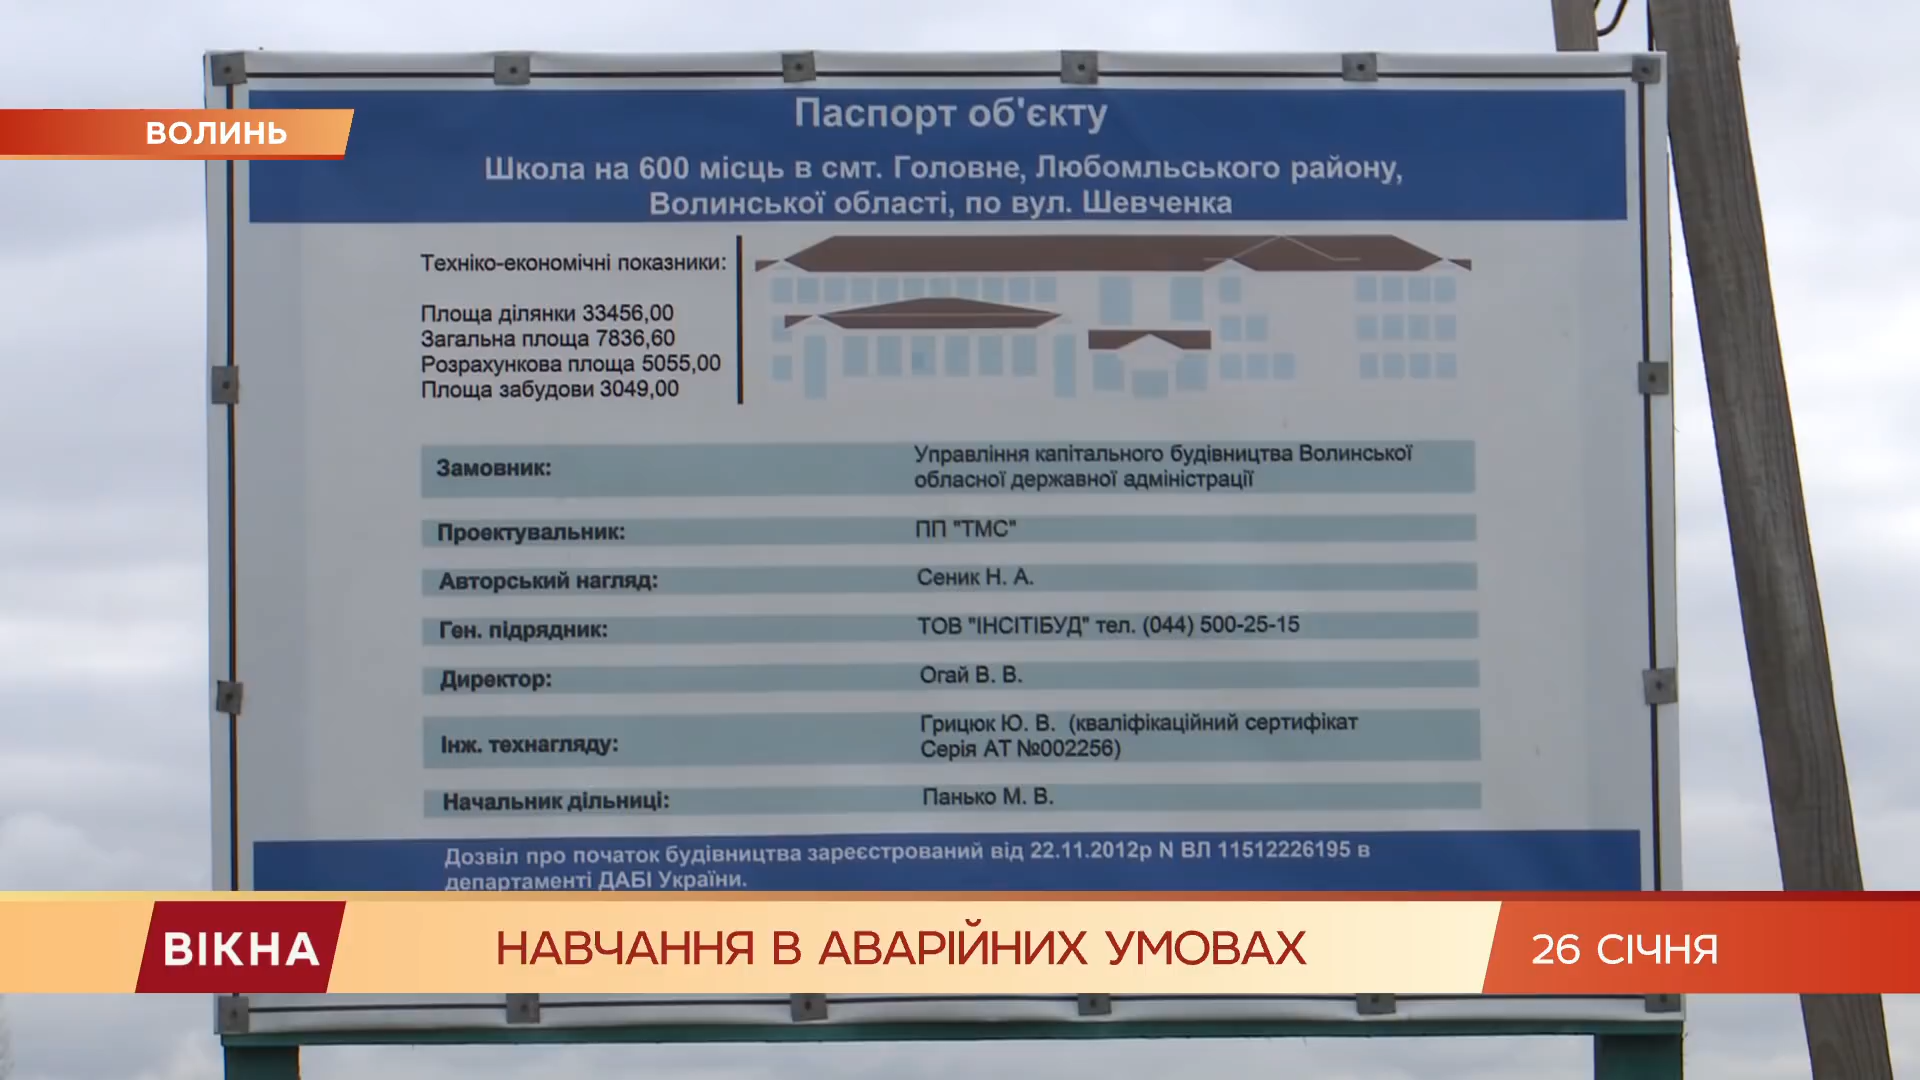 ВОЛИНЬ
Паспорт об'єкту
Школа на 600 місць в смт. Головне, Любомльського району,
Волинської області, по вул. Шевченка
Техніко-економічні показники:
Площа ділянки 33456,00
Загальна площа 7836,60
Розрахункова площа 5055,00
Площа забудови 3049,00
Замовник: Управління капітального будівництва Волинської
обласної державної адміністрації
Проектувальник: ПП "ТМС"
Авторський нагляд: Сеник Н. А.
Ген. підрядник: ТОВ "ІНСІТІБУД" тел. (044) 500-25-15
Директор: Огай В. В.
Інж. технагляду: Грицюк Ю. В. (кваліфікаційний сертифікат
Серія АТ №002256)
Начальник дільниці: Панько М. В.
Дозвіл про початок будівництва зареєстрований від 22.11.2012р N ВЛ 11512226195 в
департаменті ДАБІ України.
ВІКНА
НАВЧАННЯ В АВАРІЙНИХ УМОВАХ
26 СІЧНЯ